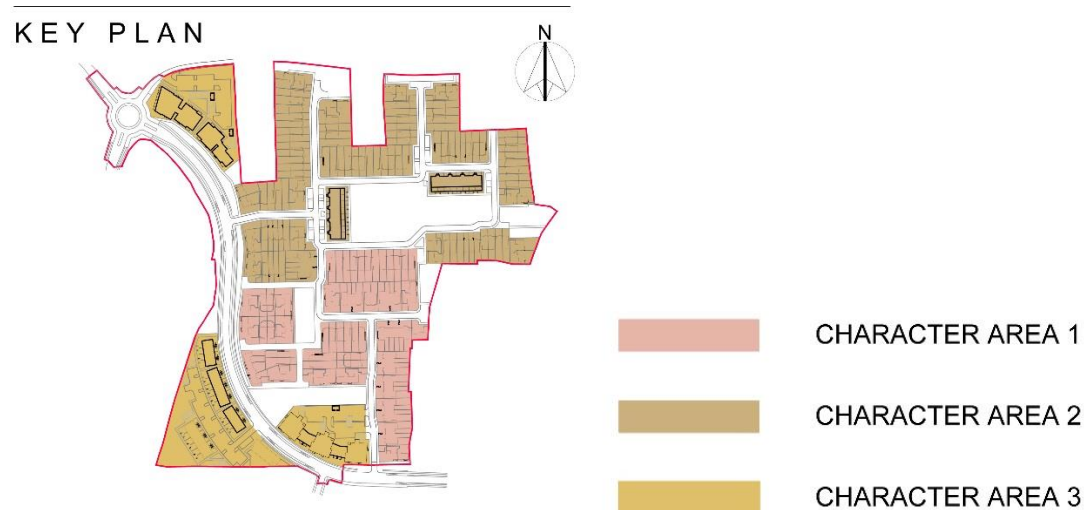 KEY PLAN
N
CHARACTER AREA 1
CHARACTER AREA 2
CHARACTER AREA 3